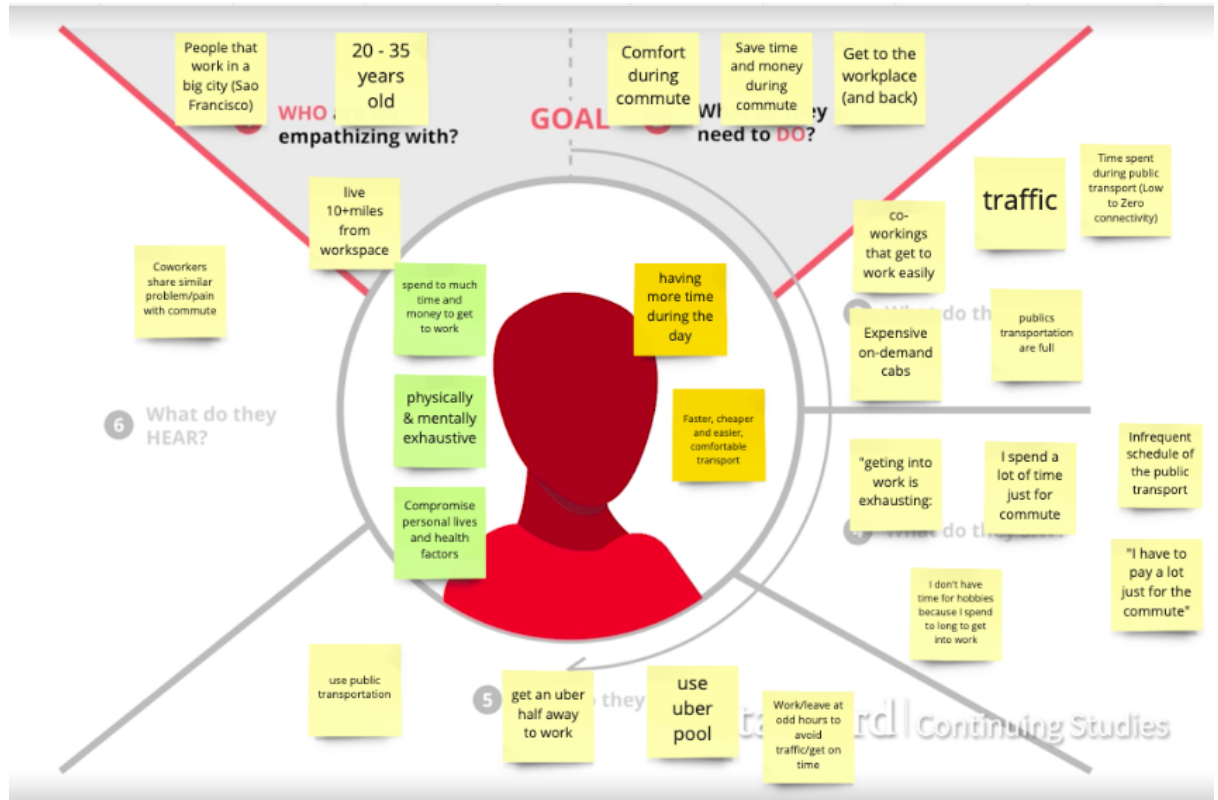 People that
work in a
big city (Sao
Francisco)
20 - 35
years
old
WHO
empathizing with?
GOAL
Comfort
during
commute
Save time
and money
during
commute
Get to the
workplace
(and back)
need to DO?
live
10+miles
from
workspace
Coworkers
share similar
problem/pain
with commute
6 What do they
HEAR?
spend to much
time and
money to get
to work
physically
& mentally
exhaustive
Compromise
personal lives
and health
factors
having
more time
during the
day
Faster, cheaper
and easier,
comfortable
transport
co-
workings
that get to
work easily
traffic
Time spent
during public
transport (Low
to Zero
connectivity)
Expensive
on-demand
cabs
publics
transportation
are full
"geting into
work is
exhausting:
I spend a
lot of time
just for
commute
Infrequent
schedule of
the public
transport
What do they
I don't have
time for hobbies
because I spend
to long to get
into work
"I have to
pay a lot
just for the
commute"
use public
transportation
5
get an uber
half away
to work
they
use
uber
pool
Work/leave at
odd hours to
avoid
traffic/get on
time
Continuing Studies